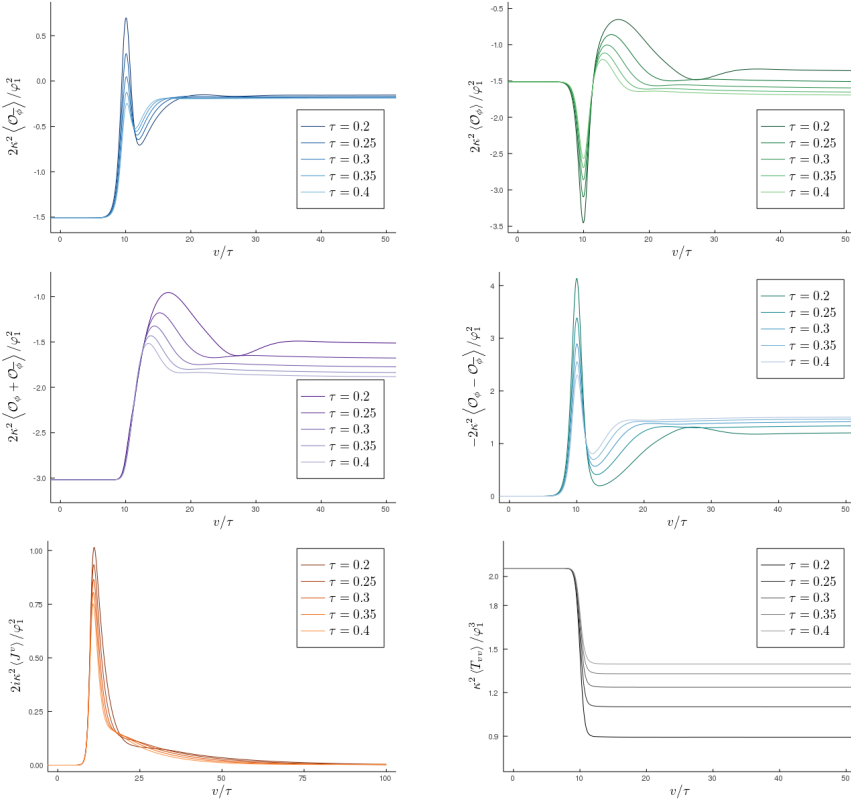 2κ² ⟨𝒪_ϕ̅⟩ /φ₁²
0.5
0.0
-0.5
-1.0
-1.5
0
10
20
30
40
50
v/τ
τ = 0.2
τ = 0.25
τ = 0.3
τ = 0.35
τ = 0.4
2κ² ⟨𝒪_ϕ⟩ /φ₁²
-0.5
-1.0
-1.5
-2.0
-2.5
-3.0
-3.5
0
10
20
30
40
50
v/τ
τ = 0.2
τ = 0.25
τ = 0.3
τ = 0.35
τ = 0.4
2κ² ⟨𝒪_ϕ + 𝒪_ϕ̅⟩ /φ₁²
-1.0
-1.5
-2.0
-2.5
-3.0
0
10
20
30
40
50
v/τ
τ = 0.2
τ = 0.25
τ = 0.3
τ = 0.35
τ = 0.4
−2κ² ⟨𝒪_ϕ − 𝒪_ϕ̅⟩ /φ₁²
4
3
2
1
0
0
10
20
30
40
50
v/τ
τ = 0.2
τ = 0.25
τ = 0.3
τ = 0.35
τ = 0.4
2iκ² ⟨Jᵛ⟩ /φ₁²
1.00
0.75
0.50
0.25
0.00
0
25
50
75
100
v/τ
τ = 0.2
τ = 0.25
τ = 0.3
τ = 0.35
τ = 0.4
κ² ⟨T_vv⟩ /φ₁³
2.0
1.8
1.5
1.2
0.9
0
10
20
30
40
50
v/τ
τ = 0.2
τ = 0.25
τ = 0.3
τ = 0.35
τ = 0.4